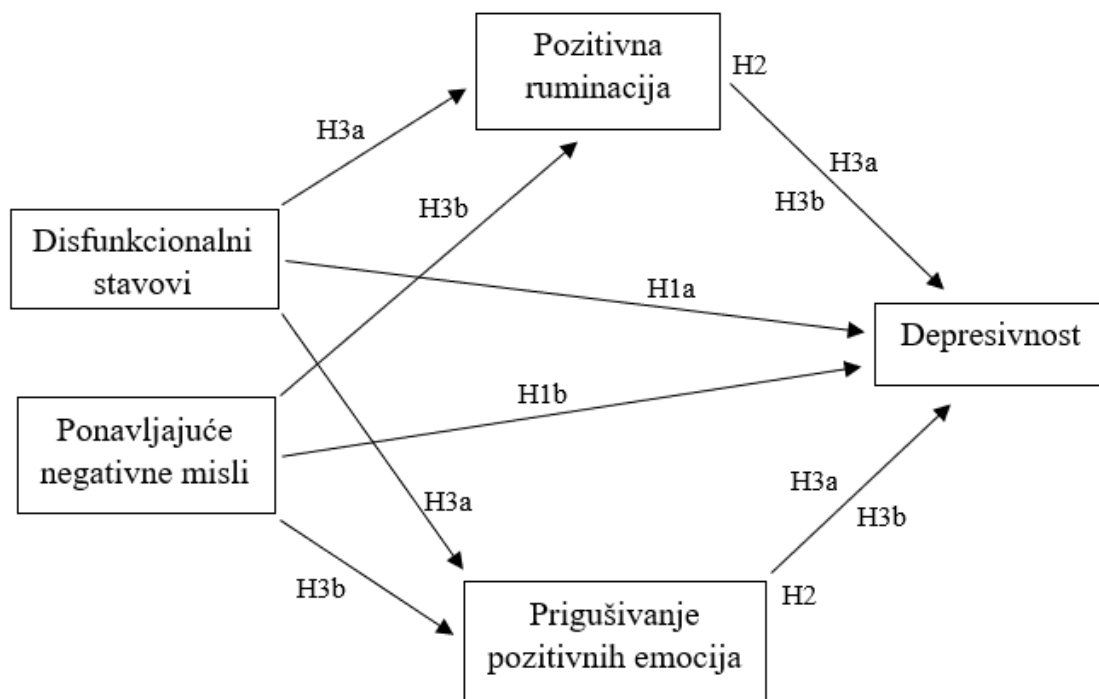 Pozitivna
ruminacija
H2
H3a
H3a
H3b
H3b
Disfunkcionalni
stavovi
H1a
Depresivnost
H1b
Ponavljajuće
negativne misli
H3a
H3a
H3b
H3b
H2
Prigušivanje
pozitivnih emocija